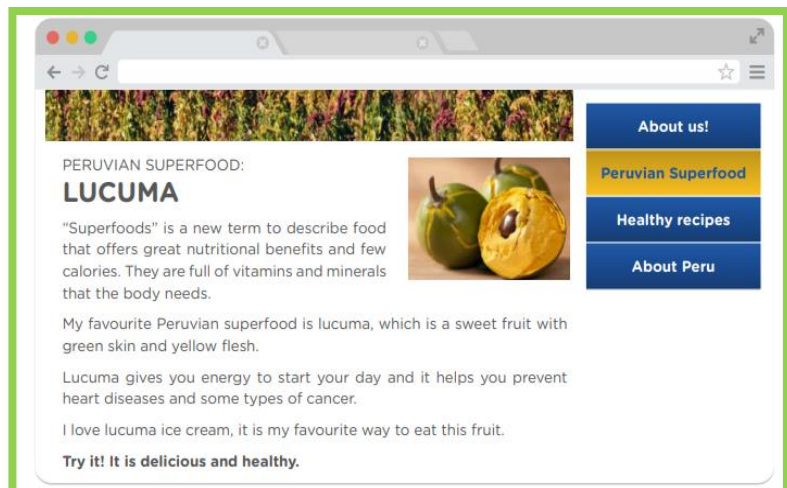 PERUVIAN SUPERFOOD:
LUCUMA
“Superfoods” is a new term to describe food
that offers great nutritional benefits and few
calories. They are full of vitamins and minerals
that the body needs.
My favourite Peruvian superfood is lucuma, which is a sweet fruit with
green skin and yellow flesh.
Lucuma gives you energy to start your day and it helps you prevent
heart diseases and some types of cancer.
I love lucuma ice cream, it is my favourite way to eat this fruit.
Try it! It is delicious and healthy.
About us!
Peruvian Superfood
Healthy recipes
About Peru